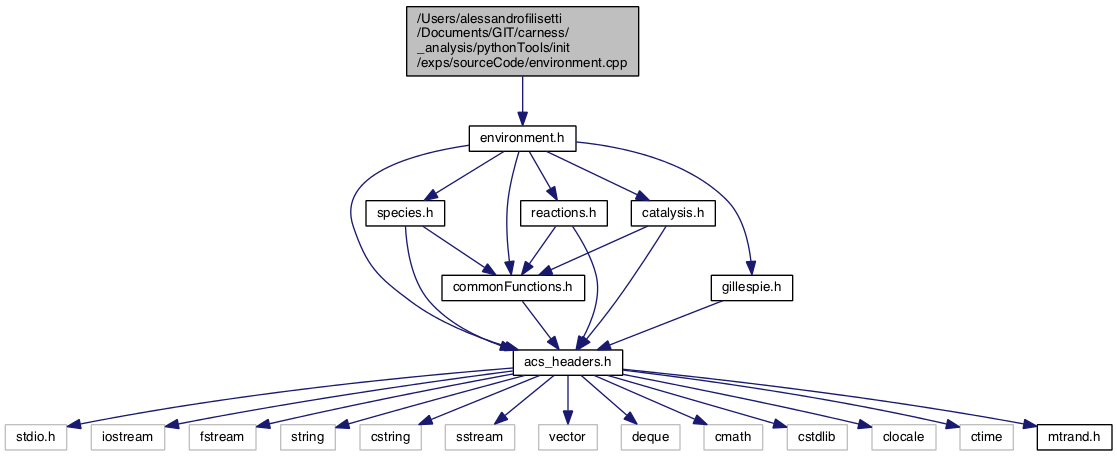 /Users/alessandrofilisetti
/Documents/GIT/carness/
_analysis/pythonTools/init
/exps/sourceCode/environment.cpp
environment.h
species.h
reactions.h
catalysis.h
commonFunctions.h
gillespie.h
acs_headers.h
stdio.h
iostream
fstream
string
cstring
sstream
vector
deque
cmath
cstdlib
clocale
ctime
mtrand.h